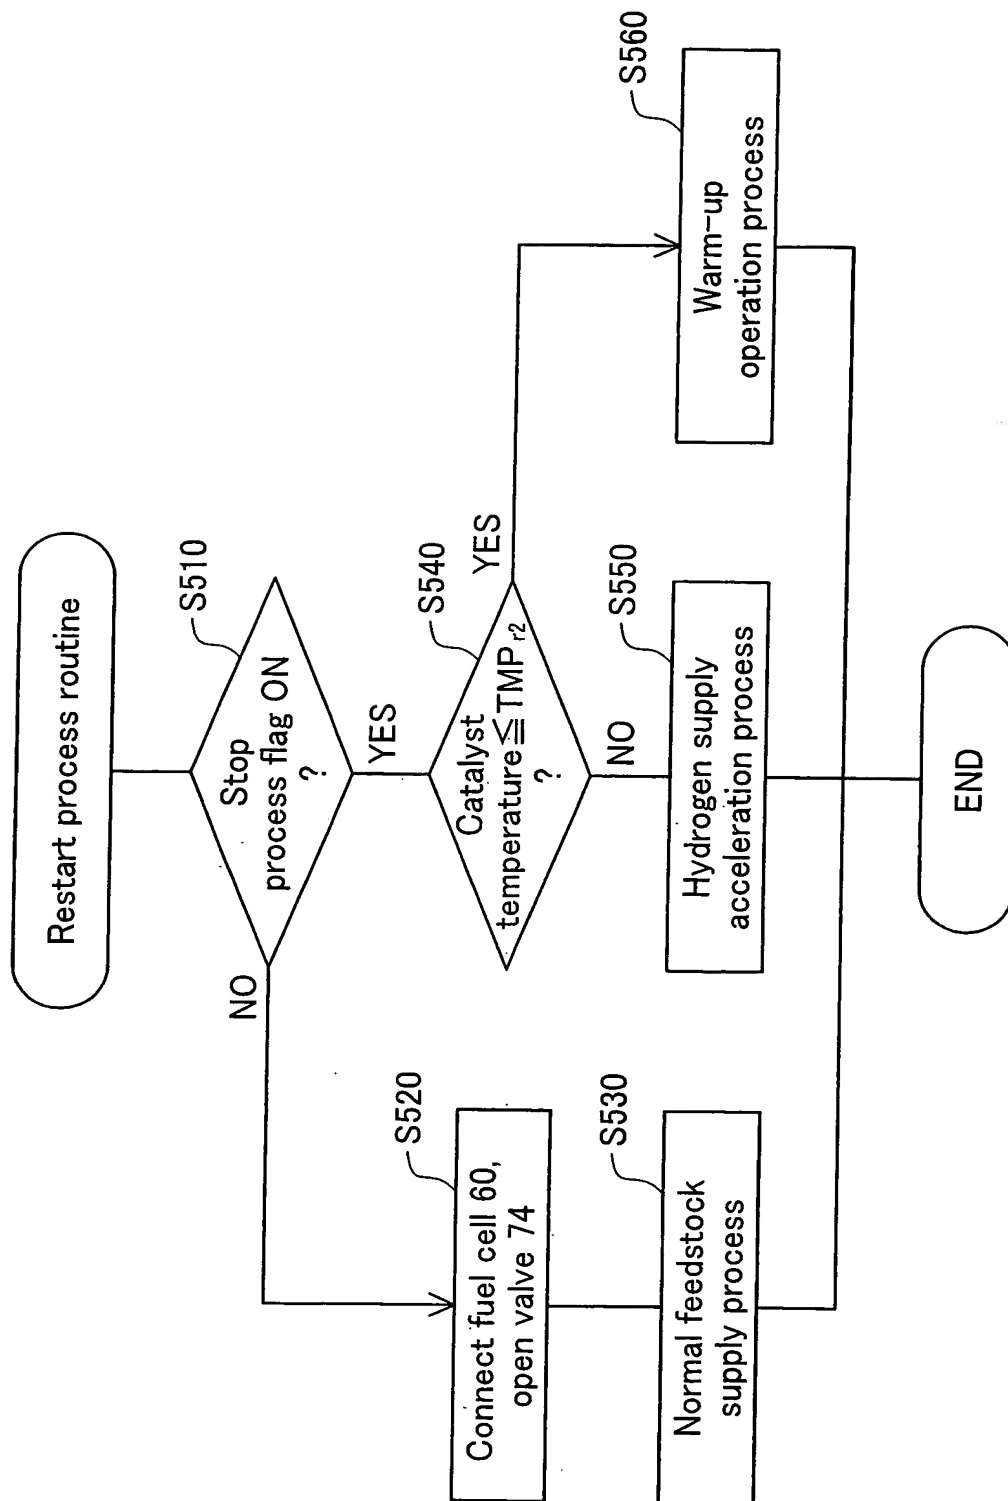 Restart process routine
S510
Stop
process flag ON
?
NO
YES
S520
Connect fuel cell 60,
open valve 74
S530
Normal feedstock
supply process
S540
Catalyst
temperature≦TMPr2
?
YES
NO
S550
Hydrogen supply
acceleration process
S560
Warm-up
operation process
END